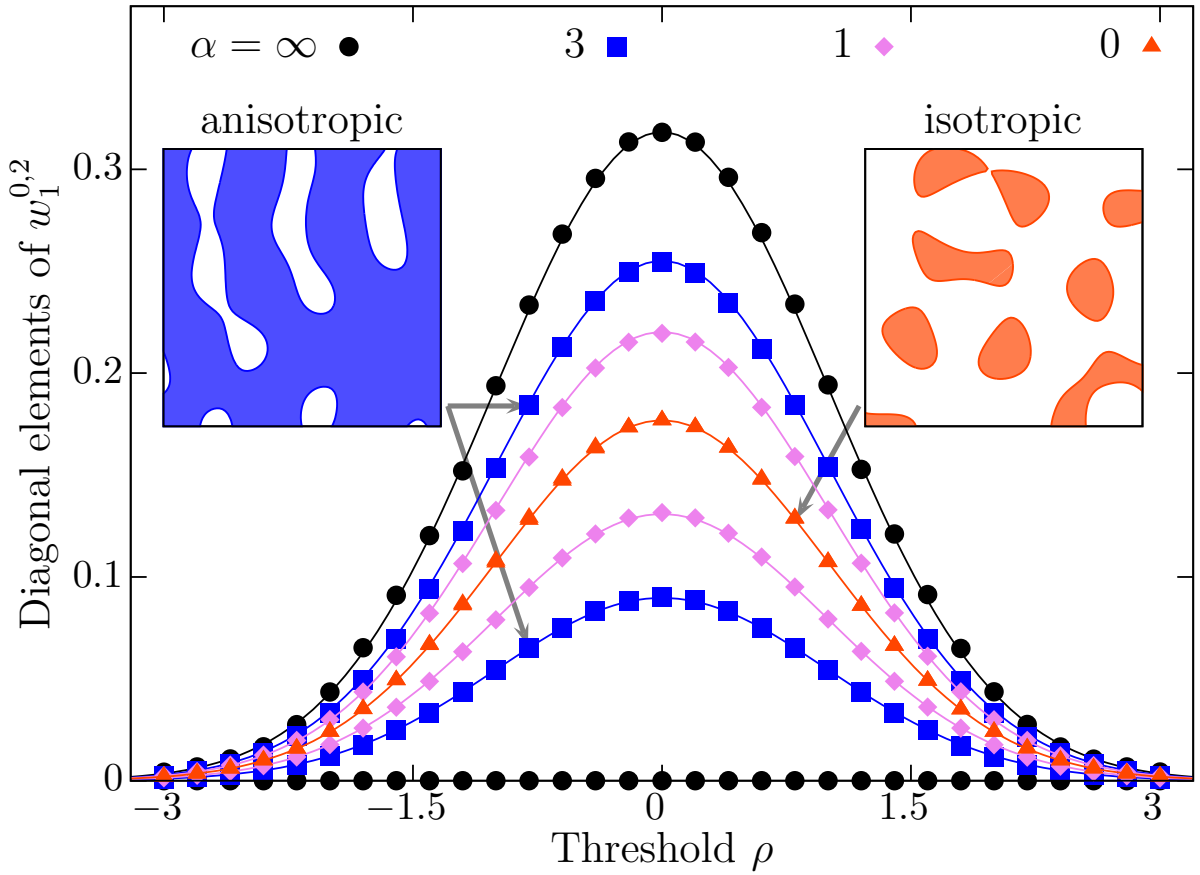 α = ∞ 3 1 0
anisotropic
isotropic
0.3
0.2
0.1
0
Diagonal elements of w₁^{0,2}
−3 −1.5 0 1.5 3
Threshold ρ